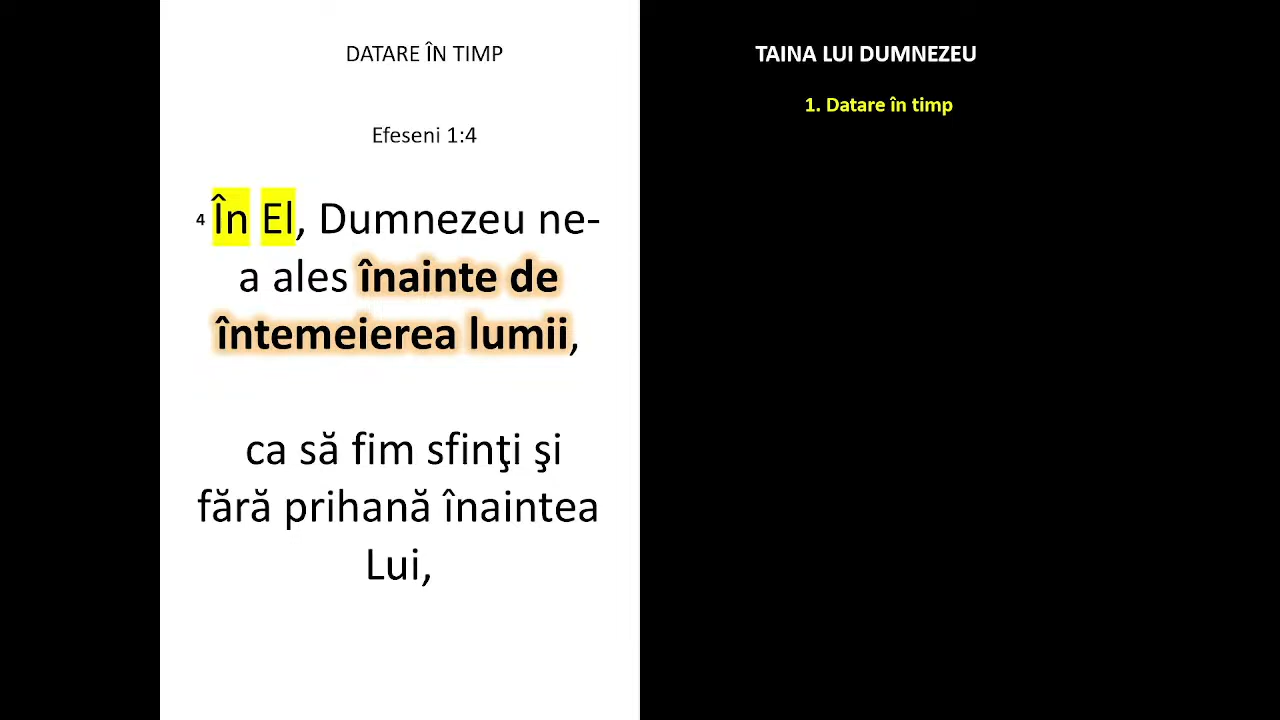 DATARE ÎN TIMP
Efeseni 1:4
4 În El, Dumnezeu ne-
a ales înainte de
întemeierea lumii,
ca să fim sfinţi şi
fără prihană înaintea
Lui,
TAINA LUI DUMNEZEU
1. Datare în timp